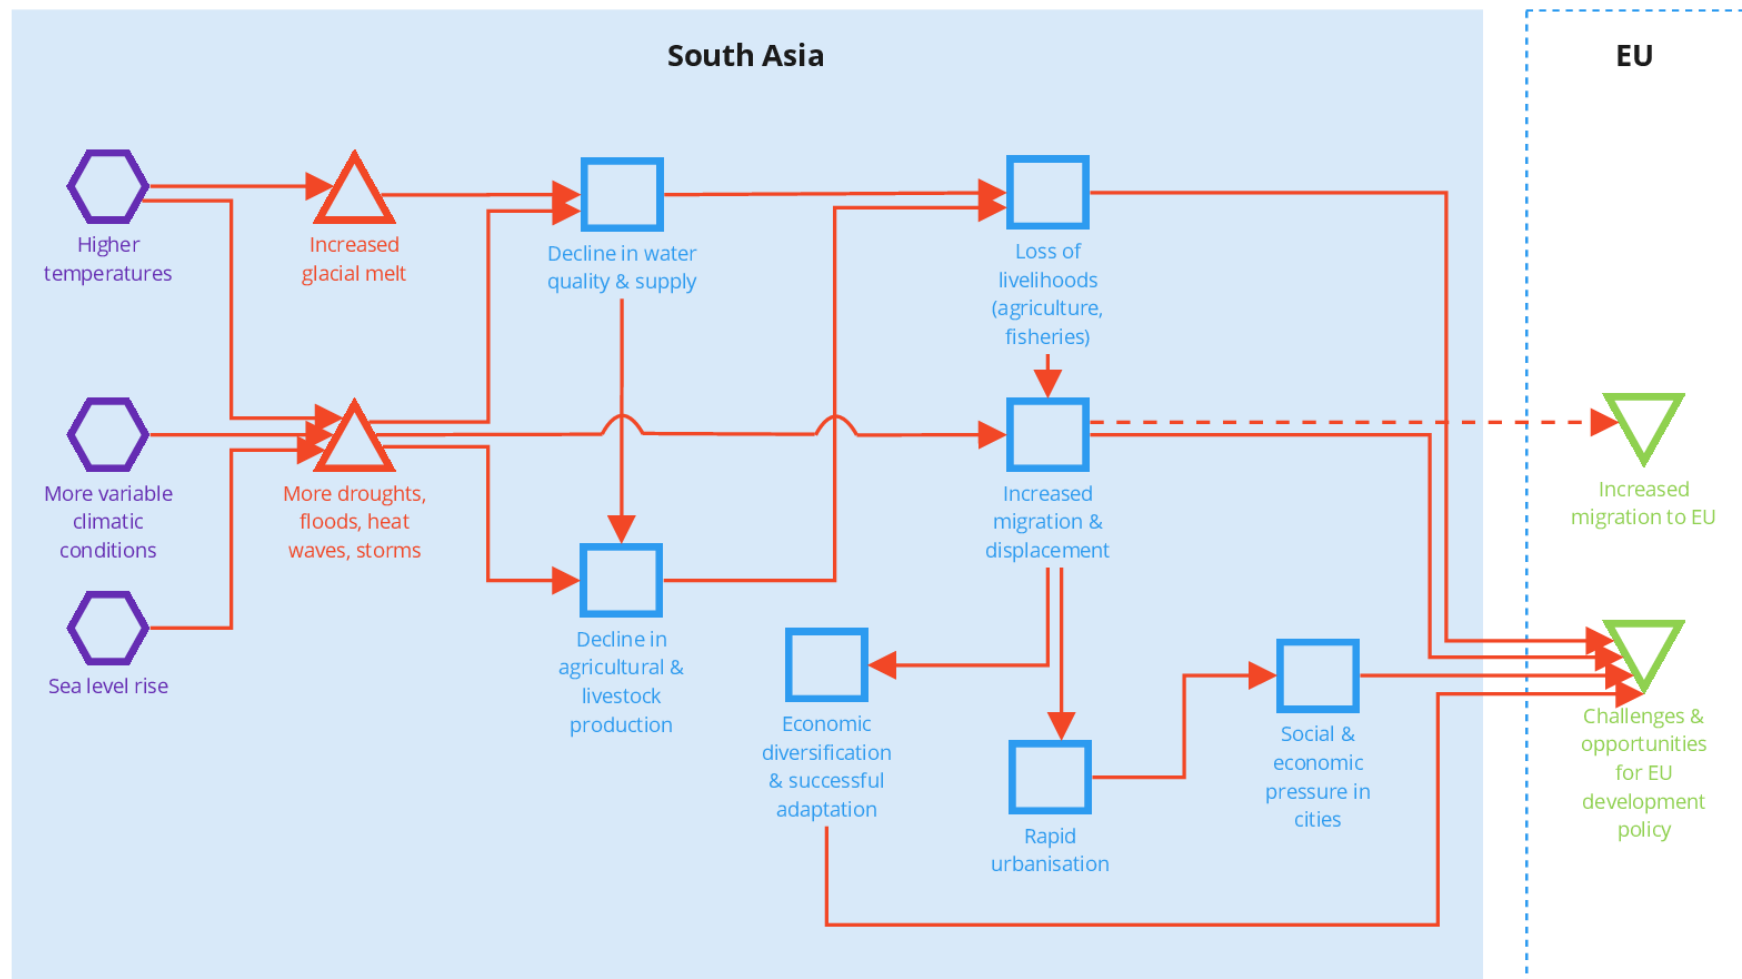 South Asia
EU
Higher
temperatures
Increased
glacial melt
Decline in water
quality & supply
Loss of
livelihoods
(agriculture,
fisheries)
More variable
climatic
conditions
More droughts,
floods, heat
waves, storms
Increased
migration &
displacement
Increased
migration to EU
Sea level rise
Decline in
agricultural &
livestock
production
Economic
diversification
& successful
adaptation
Rapid
urbanisation
Social &
economic
pressure in
cities
Challenges &
opportunities
for EU
development
policy